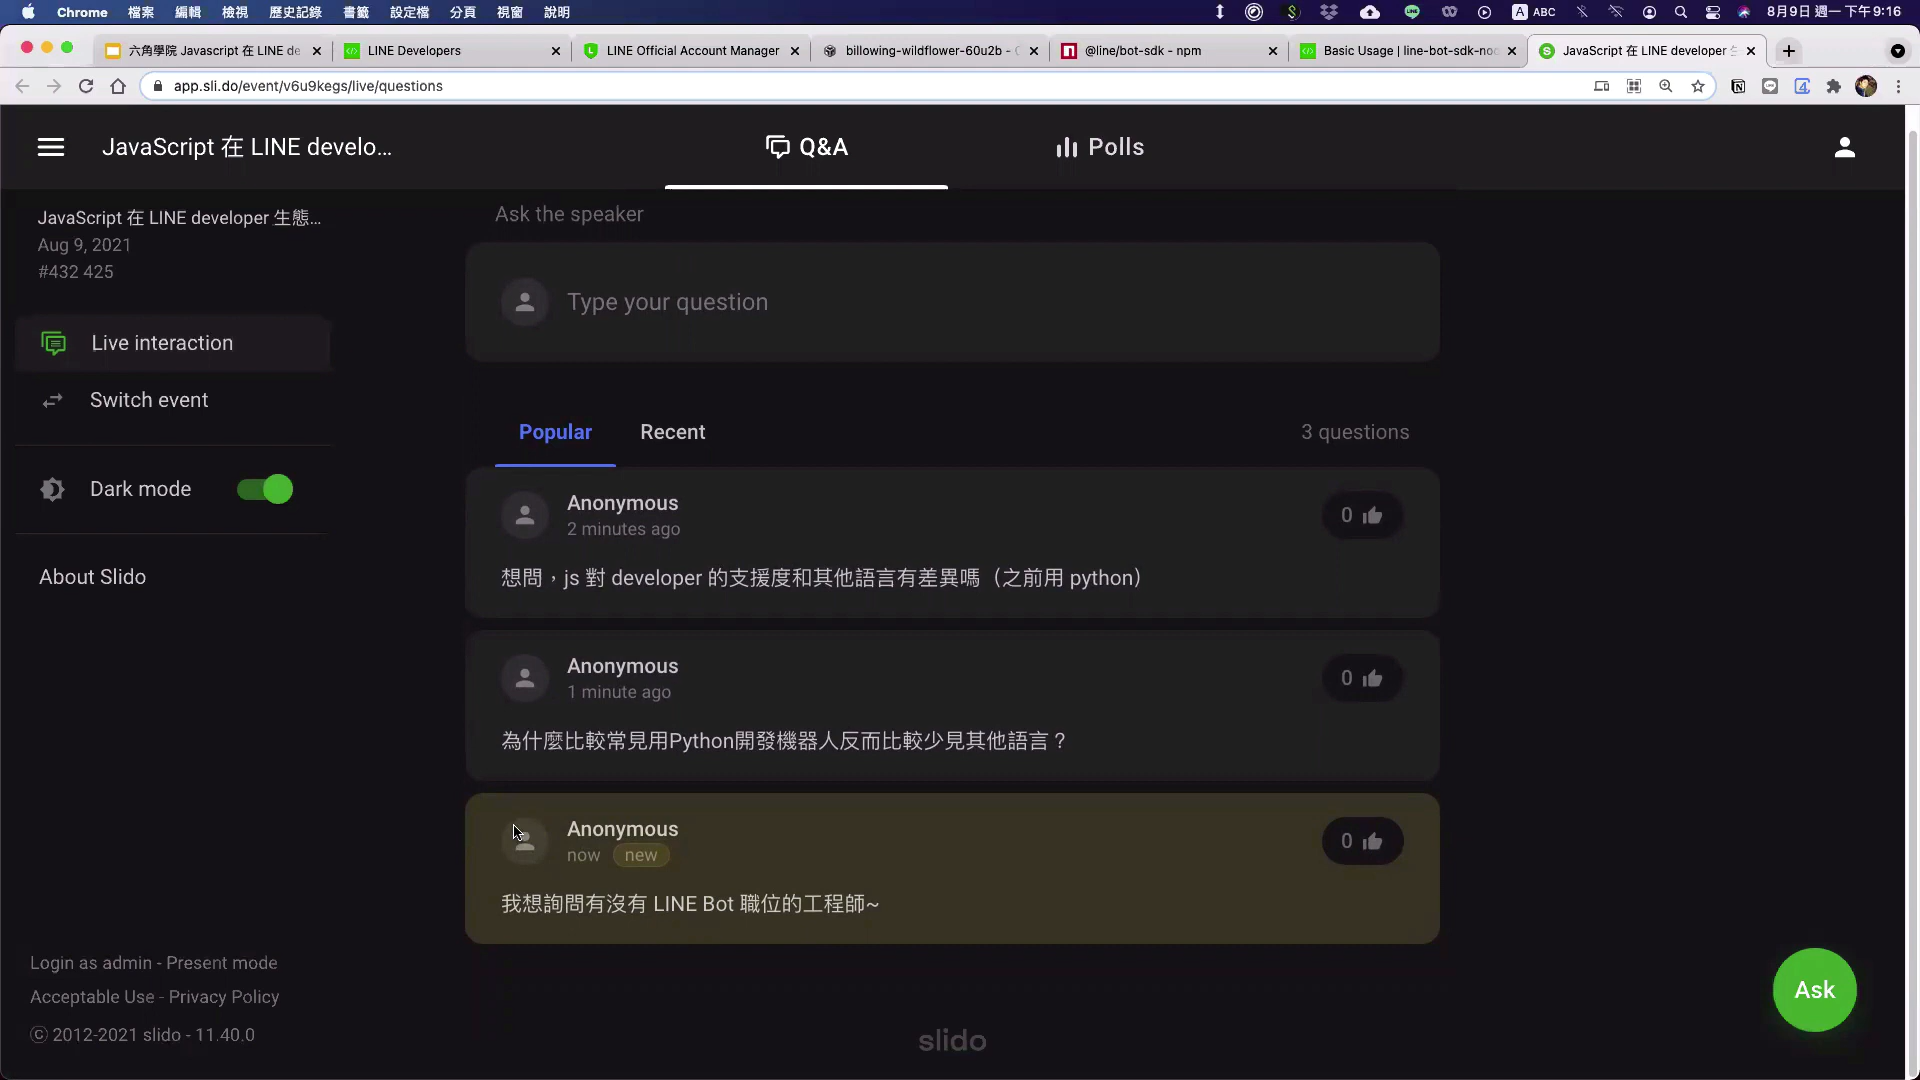 Chrome 檔案 編輯 檢視 歷史記錄 書籤 設定檔 分頁 視窗 說明 A ABC 8月9日 週一 下午9:16
六角學院 Javascript 在 LINE de
LINE Developers
LINE Official Account Manager
billowing-wildflower-60u2b - C
@line/bot-sdk - npm
Basic Usage | line-bot-sdk-no
JavaScript 在 LINE developer
app.sli.do/event/v6u9kegs/live/questions
JavaScript 在 LINE develo...
Q&A
Polls
JavaScript 在 LINE developer 生態...
Aug 9, 2021
#432 425
Live interaction
Switch event
Dark mode
About Slido
Login as admin - Present mode
Acceptable Use - Privacy Policy
© 2012-2021 slido - 11.40.0
Ask the speaker
Type your question
Popular
Recent
3 questions
Anonymous
2 minutes ago
0
想問，js 對 developer 的支援度和其他語言有差異嗎（之前用 python）
Anonymous
1 minute ago
0
為什麼比較常見用Python開發機器人反而比較少見其他語言？
Anonymous
now new
0
我想詢問有沒有 LINE Bot 職位的工程師~
Ask
slido